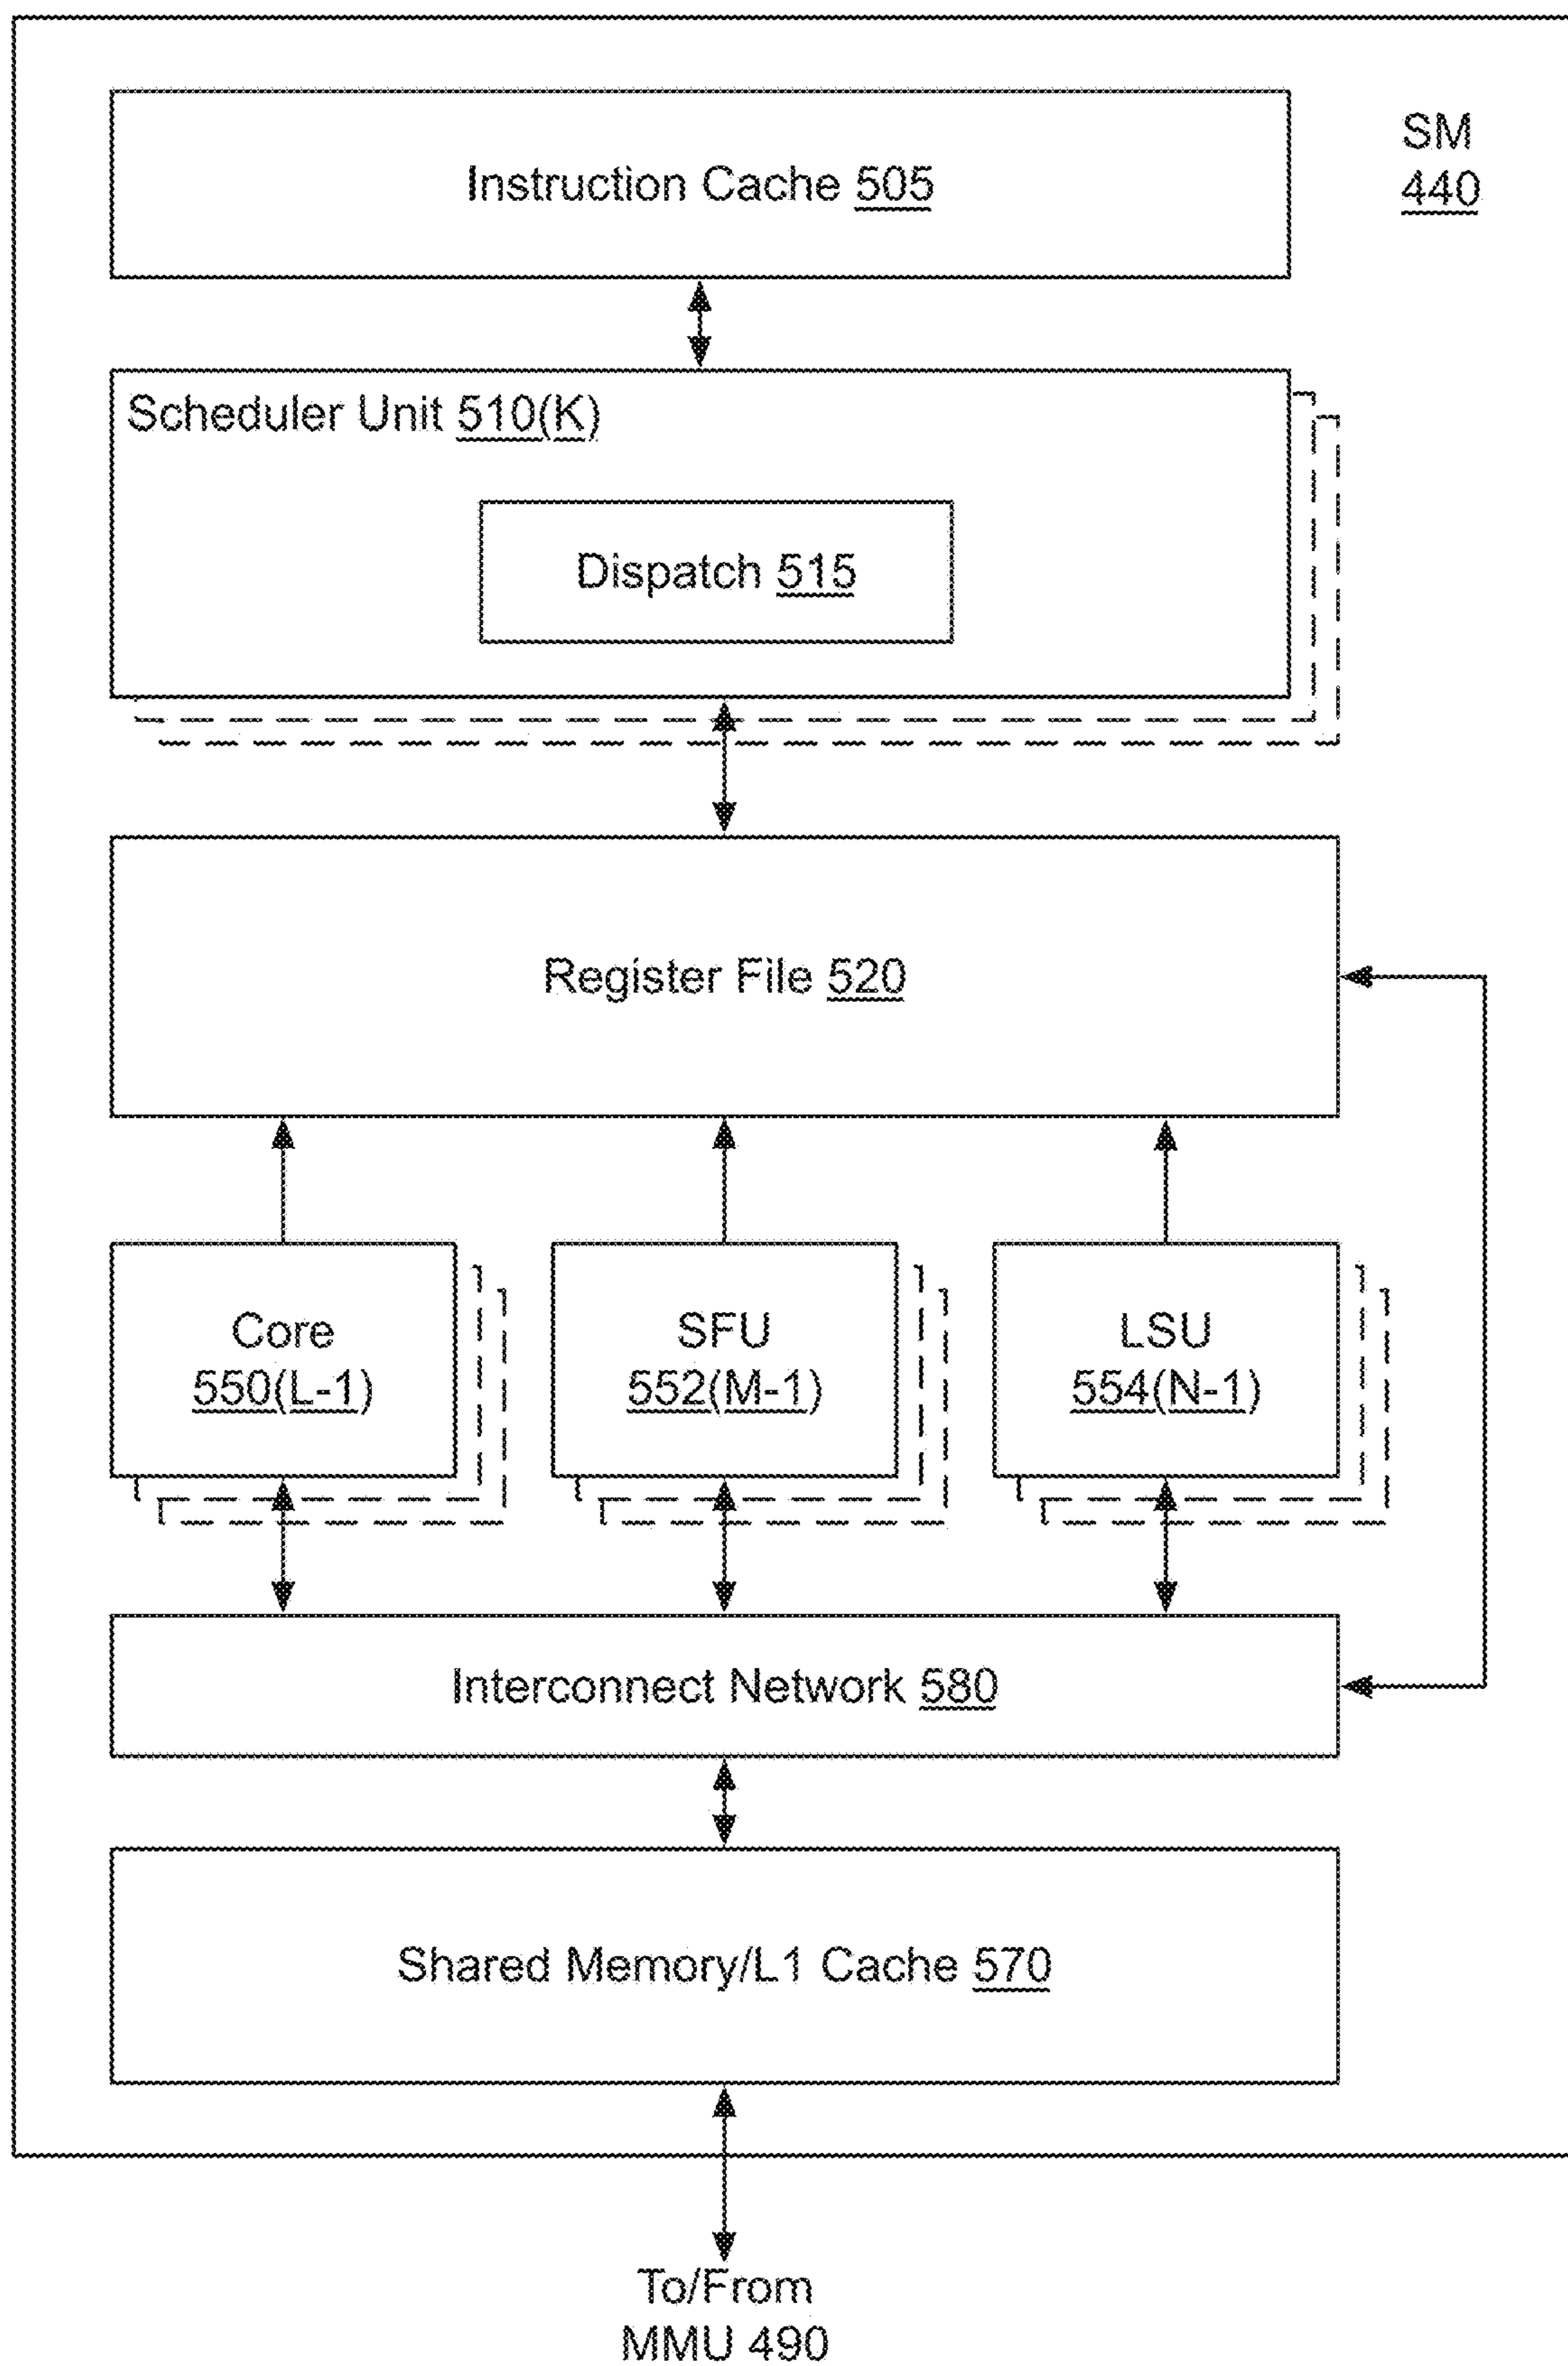 SM
440
Instruction Cache 505
Scheduler Unit 510(K)
Dispatch 515
Register File 520
Core
550(L-1)
SFU
552(M-1)
LSU
554(N-1)
Interconnect Network 580
Shared Memory/L1 Cache 570
To/From
MMU 490